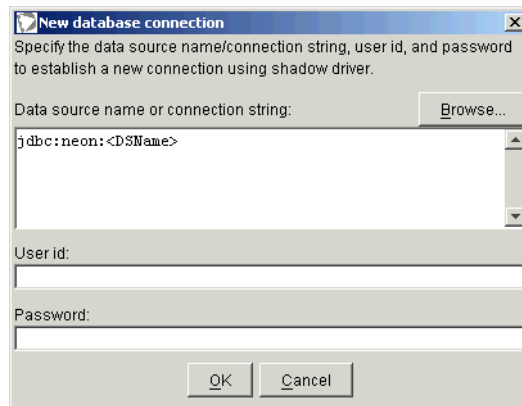 New database connection
Specify the data source name/connection string, user id, and password
to establish a new connection using shadow driver.
Data source name or connection string:
Browse...
jdbc:neon:<DSName>
User id:
Password:
OK
Cancel